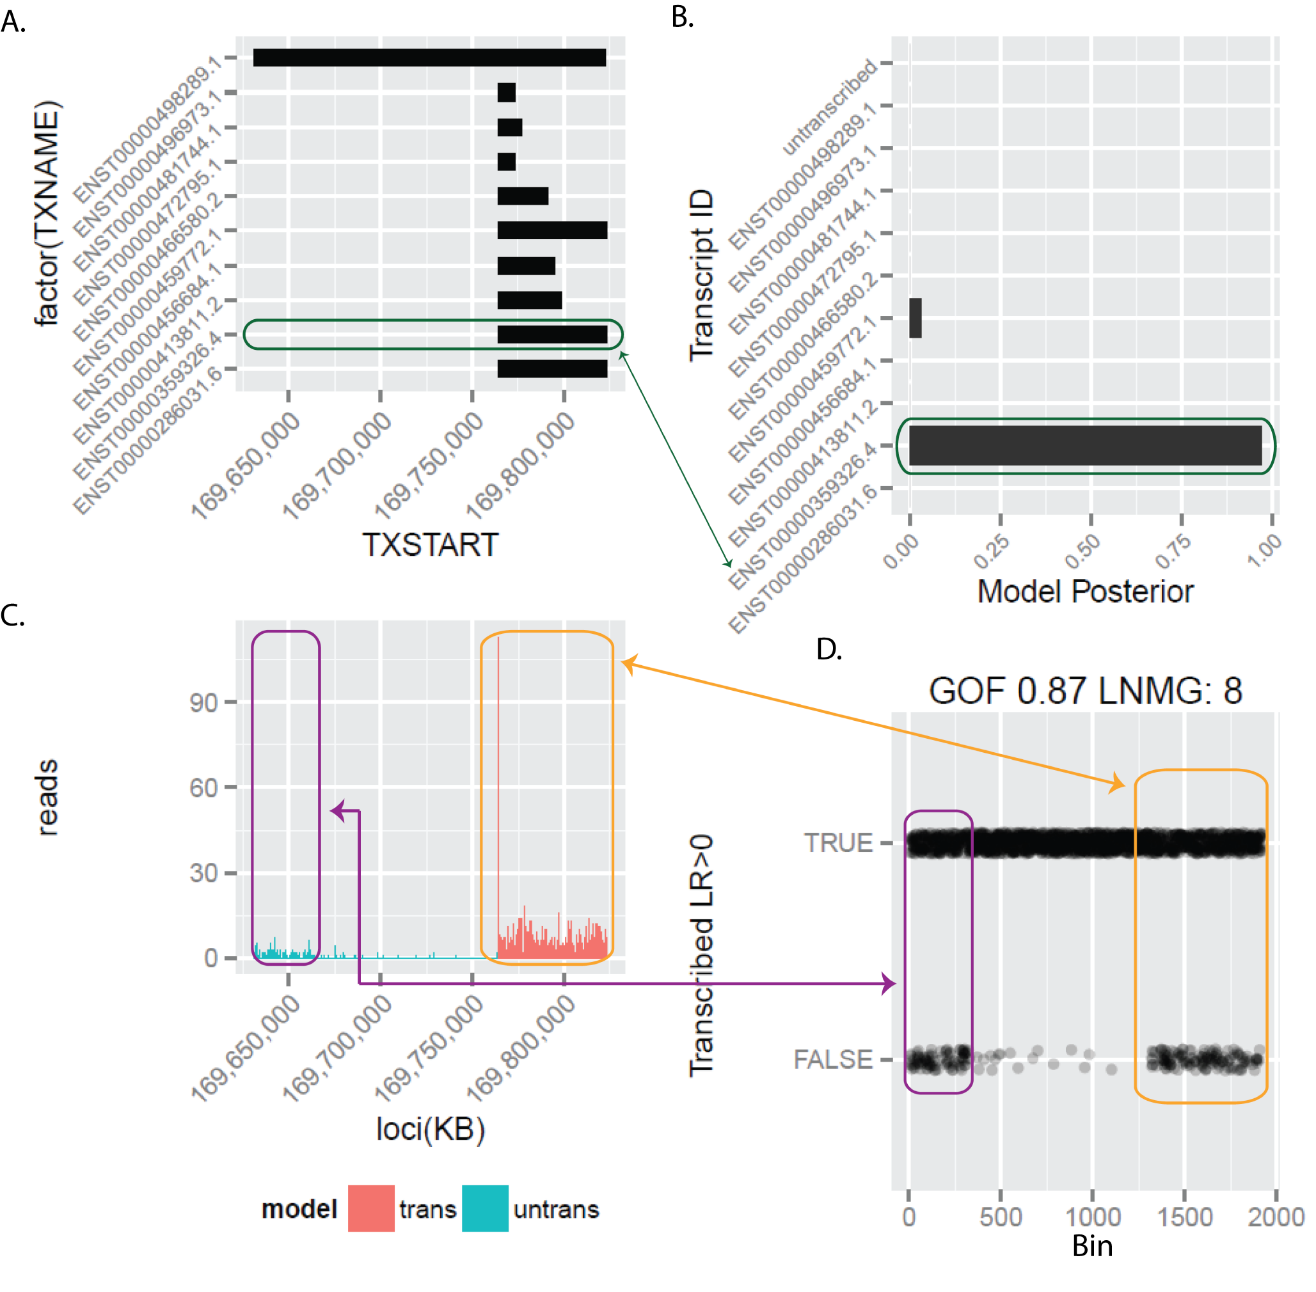 A.
factor(TXNAME)
ENST00000498289.1
ENST00000496973.1
ENST00000481744.1
ENST00000472795.1
ENST00000466580.2
ENST00000459772.1
ENST00000456684.1
ENST00000413811.2
ENST00000359326.4
ENST00000286031.6
169,650,000
169,700,000
169,750,000
169,800,000
TXSTART
B.
Transcript ID
untranscribed
ENST00000498289.1
ENST00000496973.1
ENST00000481744.1
ENST00000472795.1
ENST00000466580.2
ENST00000459772.1
ENST00000456684.1
ENST00000413811.2
ENST00000359326.4
ENST00000286031.6
0.00
0.25
0.50
0.75
1.00
Model Posterior
C.
reads
90
60
30
0
169,650,000
169,700,000
169,750,000
169,800,000
loci(KB)
model trans untrans
D.
GOF 0.87 LNMG: 8
Transcribed LR>0
TRUE
FALSE
0 500 1000 1500 2000
Bin